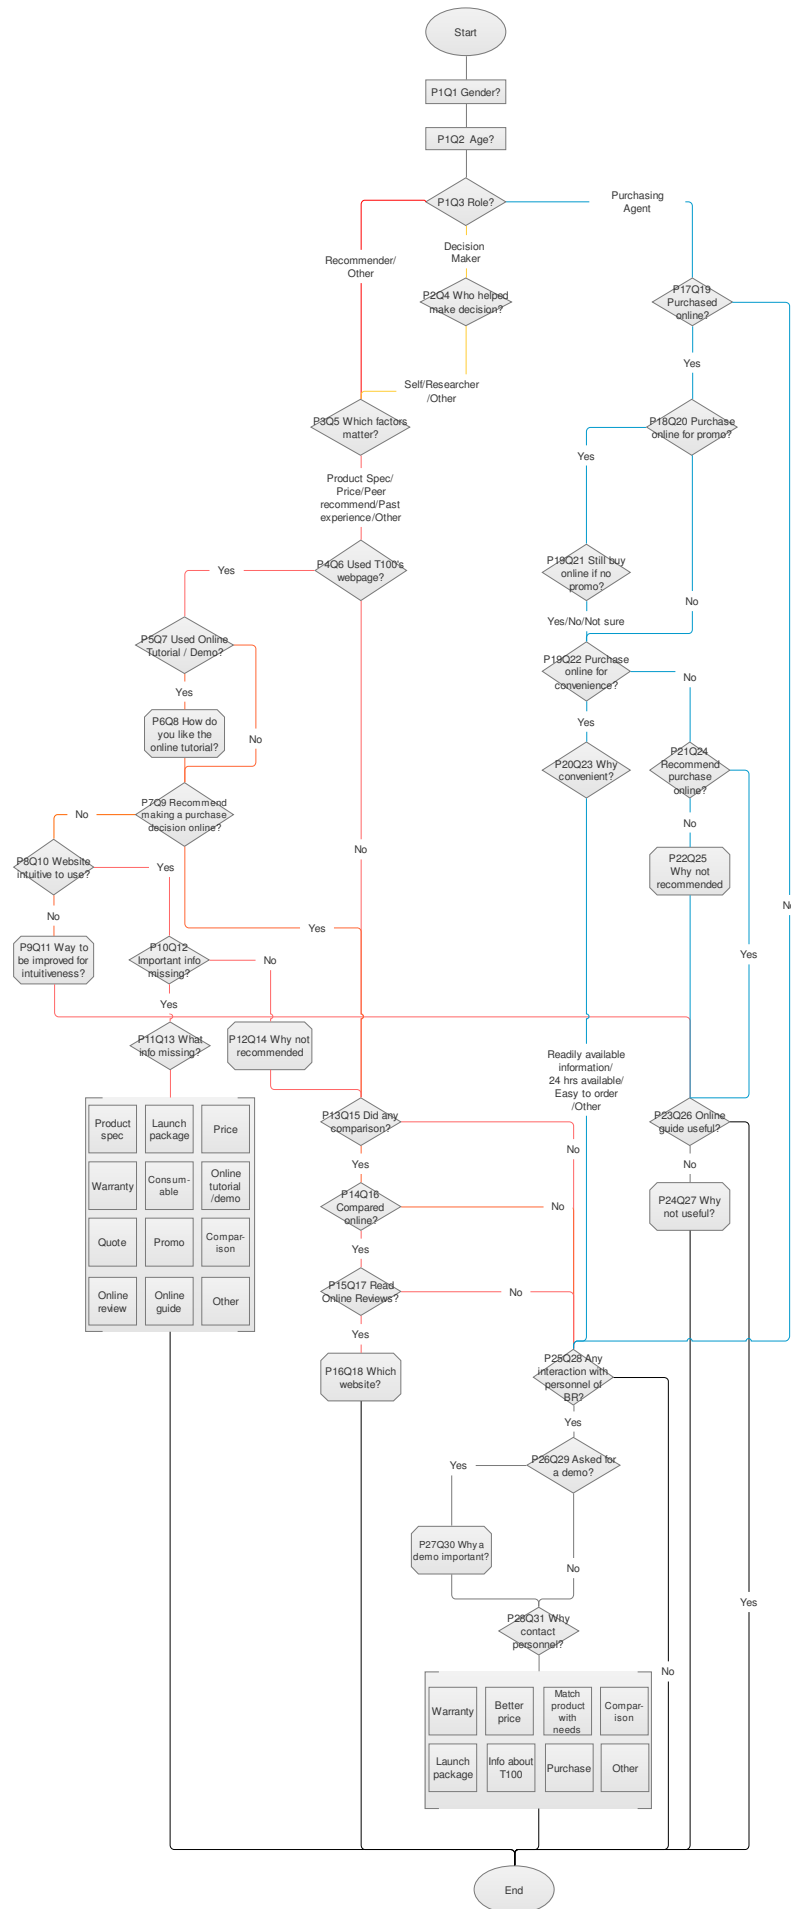 Start
P1Q1 Gender?
P1Q2 Age?
P1Q3 Role?
Purchasing
Agent
Decision
Maker
Recommender/
Other
P2Q4 Who helped
make decision?
P17Q19
Purchased
online?
Self/Researcher
/Other
Yes
P3Q5 Which factors
matter?
P18Q20 Purchase
online for promo?
Yes
Product Spec/
Price/Peer
recommend/Past
experience/Other
P4Q6 Used T100's
webpage?
Yes
P19Q21 Still buy
online if no
promo?
No
Yes/No/Not sure
P5Q7 Used Online
Tutorial / Demo?
P19Q22 Purchase
online for
convenience?
No
Yes
Yes
P6Q8 How do
you like the
online tutorial?
No
P20Q23 Why
convenient?
P21Q24
Recommend
purchase
online?
P7Q9 Recommend
making a purchase
decision online?
No
No
No
P8Q10 Website
intuitive to use?
Yes
P22Q25
Why not
recommended
No
Yes
P9Q11 Way to
be improved for
intuitiveness?
P10Q12
Important info
missing?
No
Yes
Yes
P11Q13 What
info missing?
P12Q14 Why not
recommended
Readily available
information/
24 hrs available/
Easy to order
/Other
Product
spec
Launch
package
Price
Warranty
Consum-
able
Online
tutorial
/demo
Quote
Promo
Compar-
ison
Online
review
Online
guide
Other
P13Q15 Did any
comparison?
No
Yes
P14Q16
Compared
online?
No
Yes
P15Q17 Read
Online Reviews?
No
Yes
P16Q18 Which
website?
P23Q26 Online
guide useful?
No
P24Q27 Why
not useful?
P25Q28 Any
interaction with
personnel of
BR?
Yes
P26Q29 Asked for
a demo?
Yes
P27Q30 Why a
demo important?
No
P28Q31 Why
contact
personnel?
Yes
No
Warranty
Better
price
Match
product
with
needs
Compar-
ison
Launch
package
Info about
T100
Purchase
Other
End